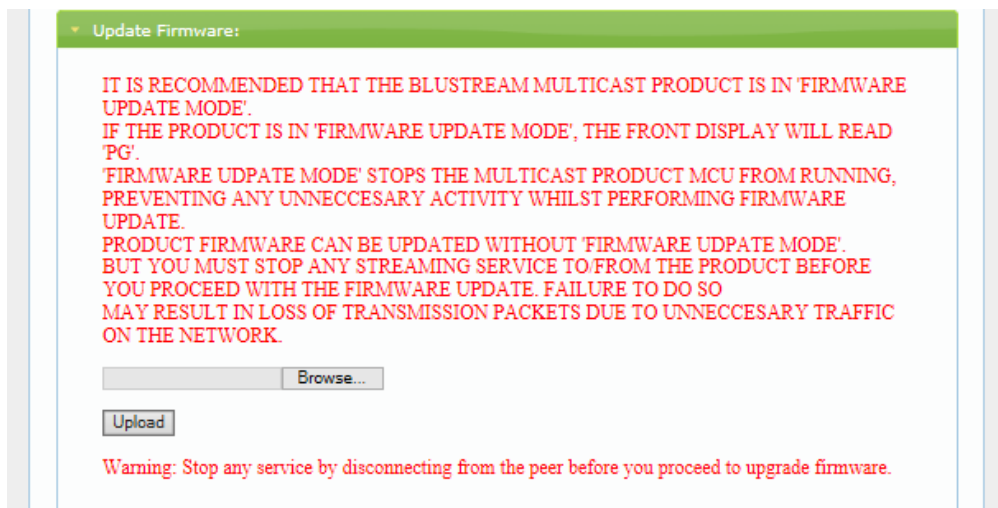 Update Firmware:
IT IS RECOMMENDED THAT THE BLUSTREAM MULTICAST PRODUCT IS IN 'FIRMWARE
UPDATE MODE'.
IF THE PRODUCT IS IN 'FIRMWARE UPDATE MODE', THE FRONT DISPLAY WILL READ
'PG'.
'FIRMWARE UDPATE MODE' STOPS THE MULTICAST PRODUCT MCU FROM RUNNING,
PREVENTING ANY UNNECCESARY ACTIVITY WHILST PERFORMING FIRMWARE
UPDATE.
PRODUCT FIRMWARE CAN BE UPDATED WITHOUT 'FIRMWARE UDPATE MODE'.
BUT YOU MUST STOP ANY STREAMING SERVICE TO/FROM THE PRODUCT BEFORE
YOU PROCEED WITH THE FIRMWARE UPDATE. FAILURE TO DO SO
MAY RESULT IN LOSS OF TRANSMISSION PACKETS DUE TO UNNECCESARY TRAFFIC
ON THE NETWORK.
Browse...
Upload
Warning: Stop any service by disconnecting from the peer before you proceed to upgrade firmware.